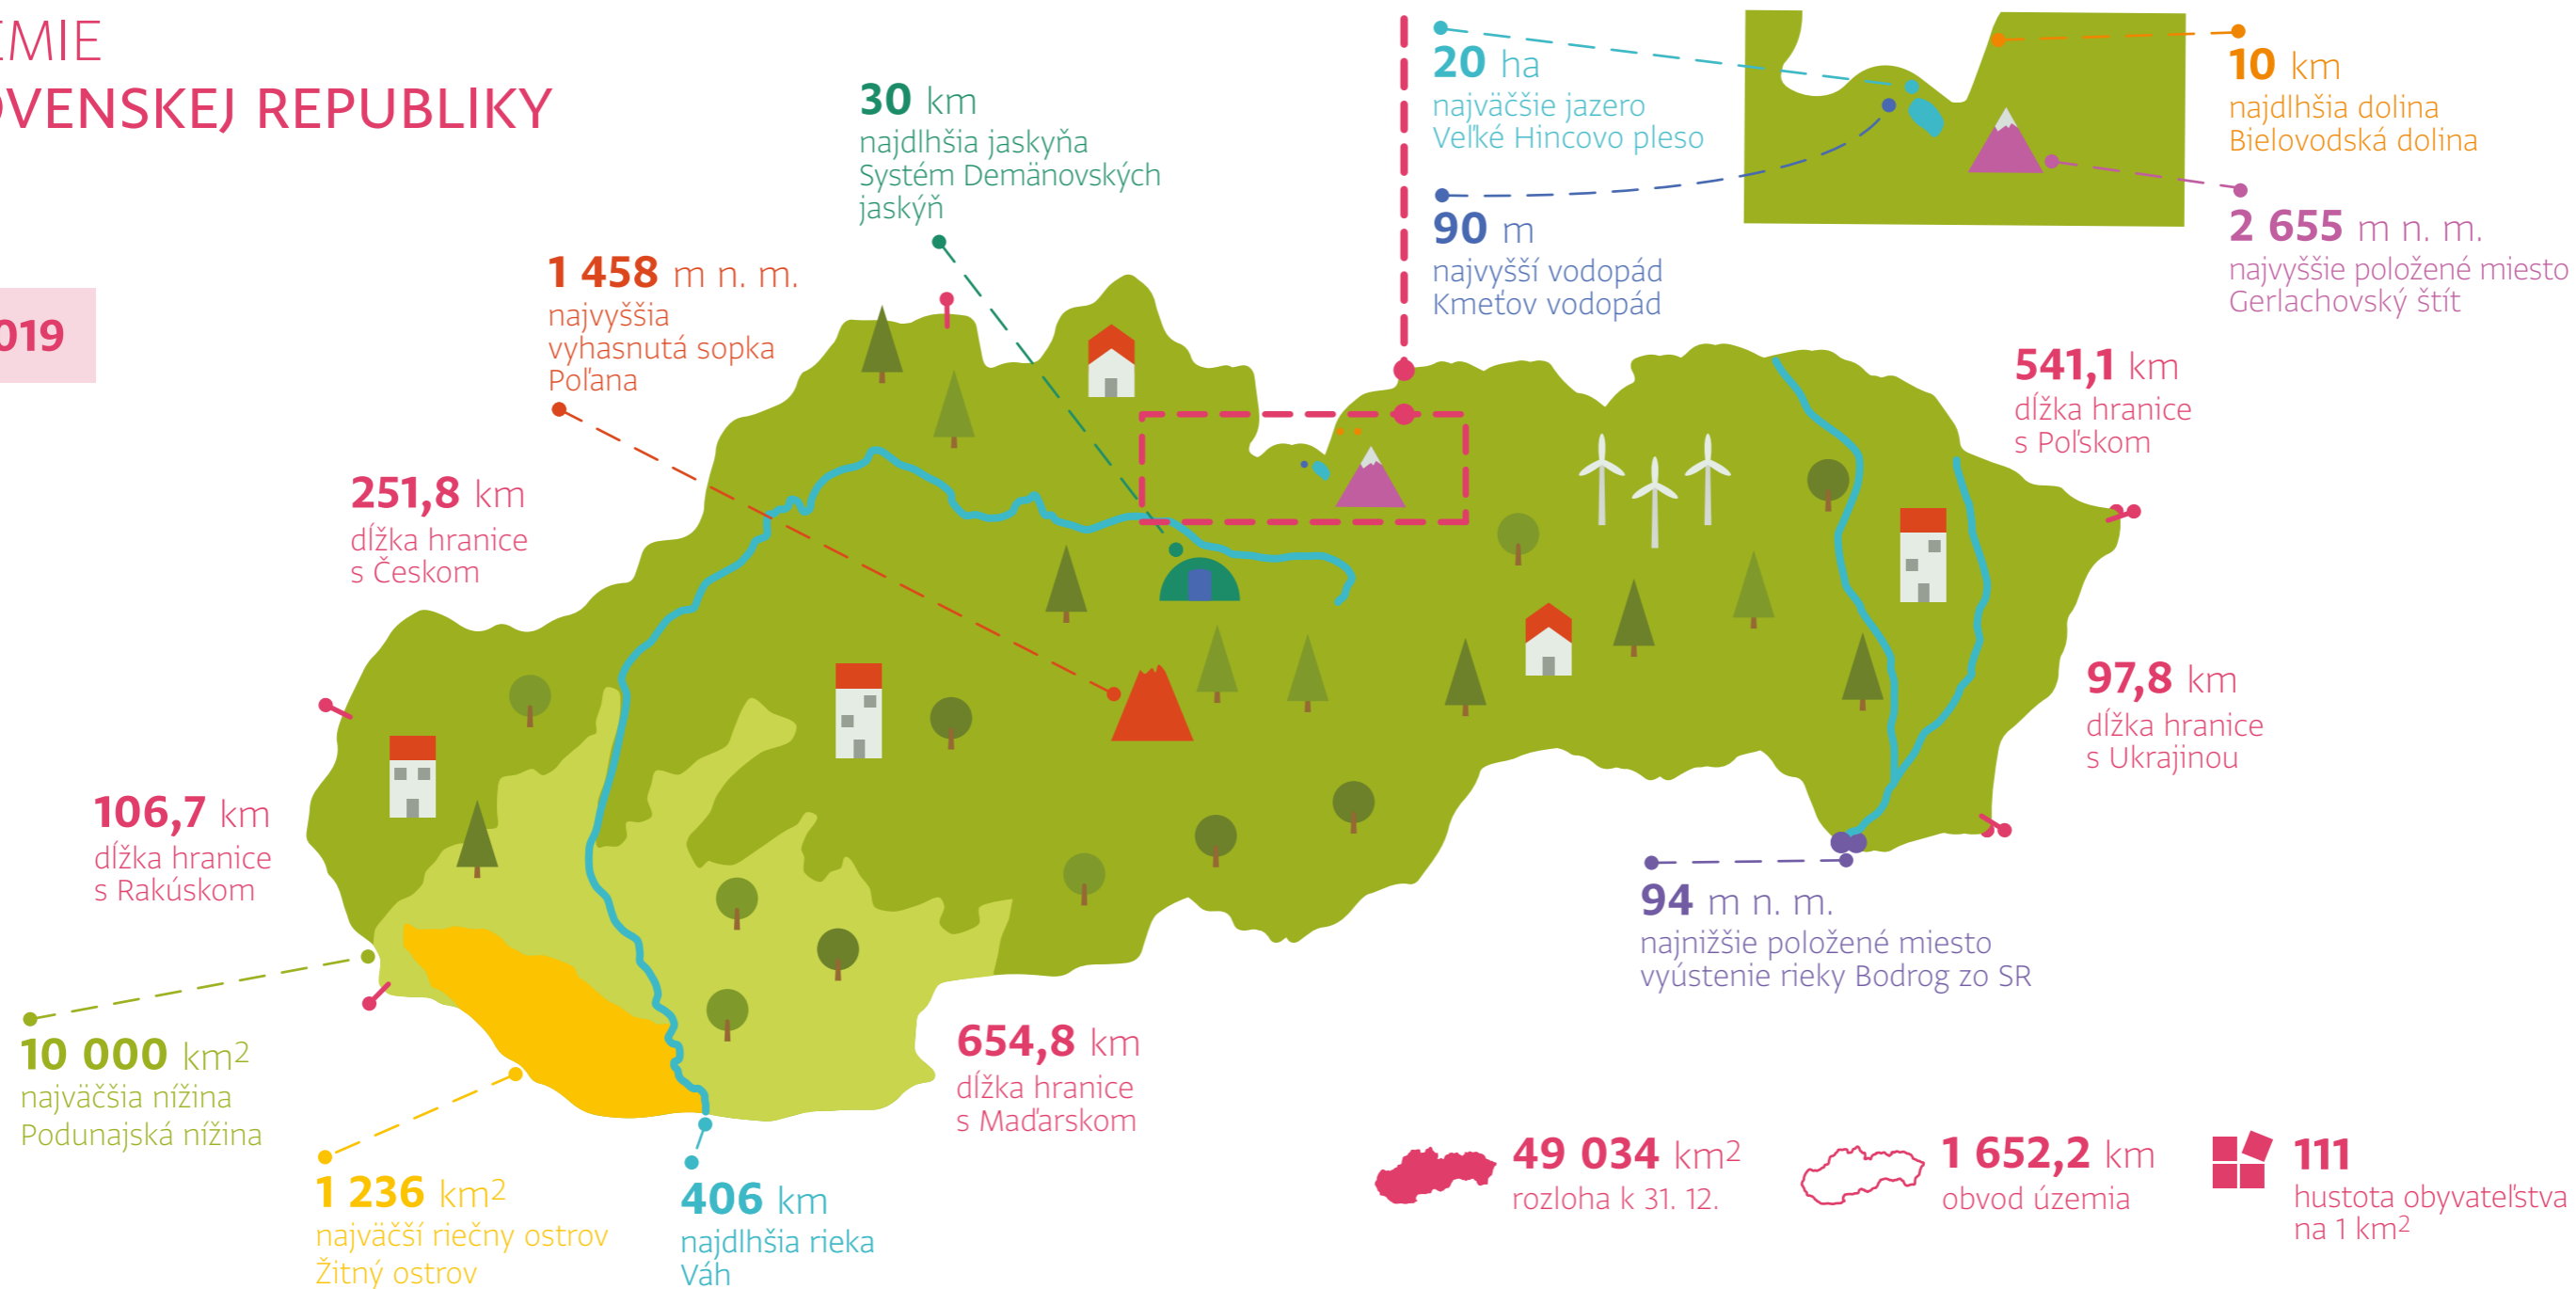 EMIE
OVENSKEJ REPUBLIKY
019
30 km
najdlhšia jaskyňa
Systém Demänovských
jaskýň
1 458 m n. m.
najvyššia
vyhasnutá sopka
Poľana
251,8 km
dĺžka hranice
s Českom
106,7 km
dĺžka hranice
s Rakúskom
10 000 km²
najväčšia nížina
Podunajská nížina
1 236 km²
najväčší riečny ostrov
Žitný ostrov
406 km
najdlhšia rieka
Váh
654,8 km
dĺžka hranice
s Maďarskom
20 ha
najväčšie jazero
Veľké Hincovo pleso
90 m
najvyšší vodopád
Kmeťov vodopád
10 km
najdlhšia dolina
Bielovodská dolina
2 655 m n. m.
najvyššie položené miesto
Gerlachovský štít
541,1 km
dĺžka hranice
s Poľskom
97,8 km
dĺžka hranice
s Ukrajinou
94 m n. m.
najnižšie položené miesto
vyústenie rieky Bodrog zo SR
49 034 km²
rozloha k 31. 12.
1 652,2 km
obvod územia
111
hustota obyvateľstva
na 1 km²